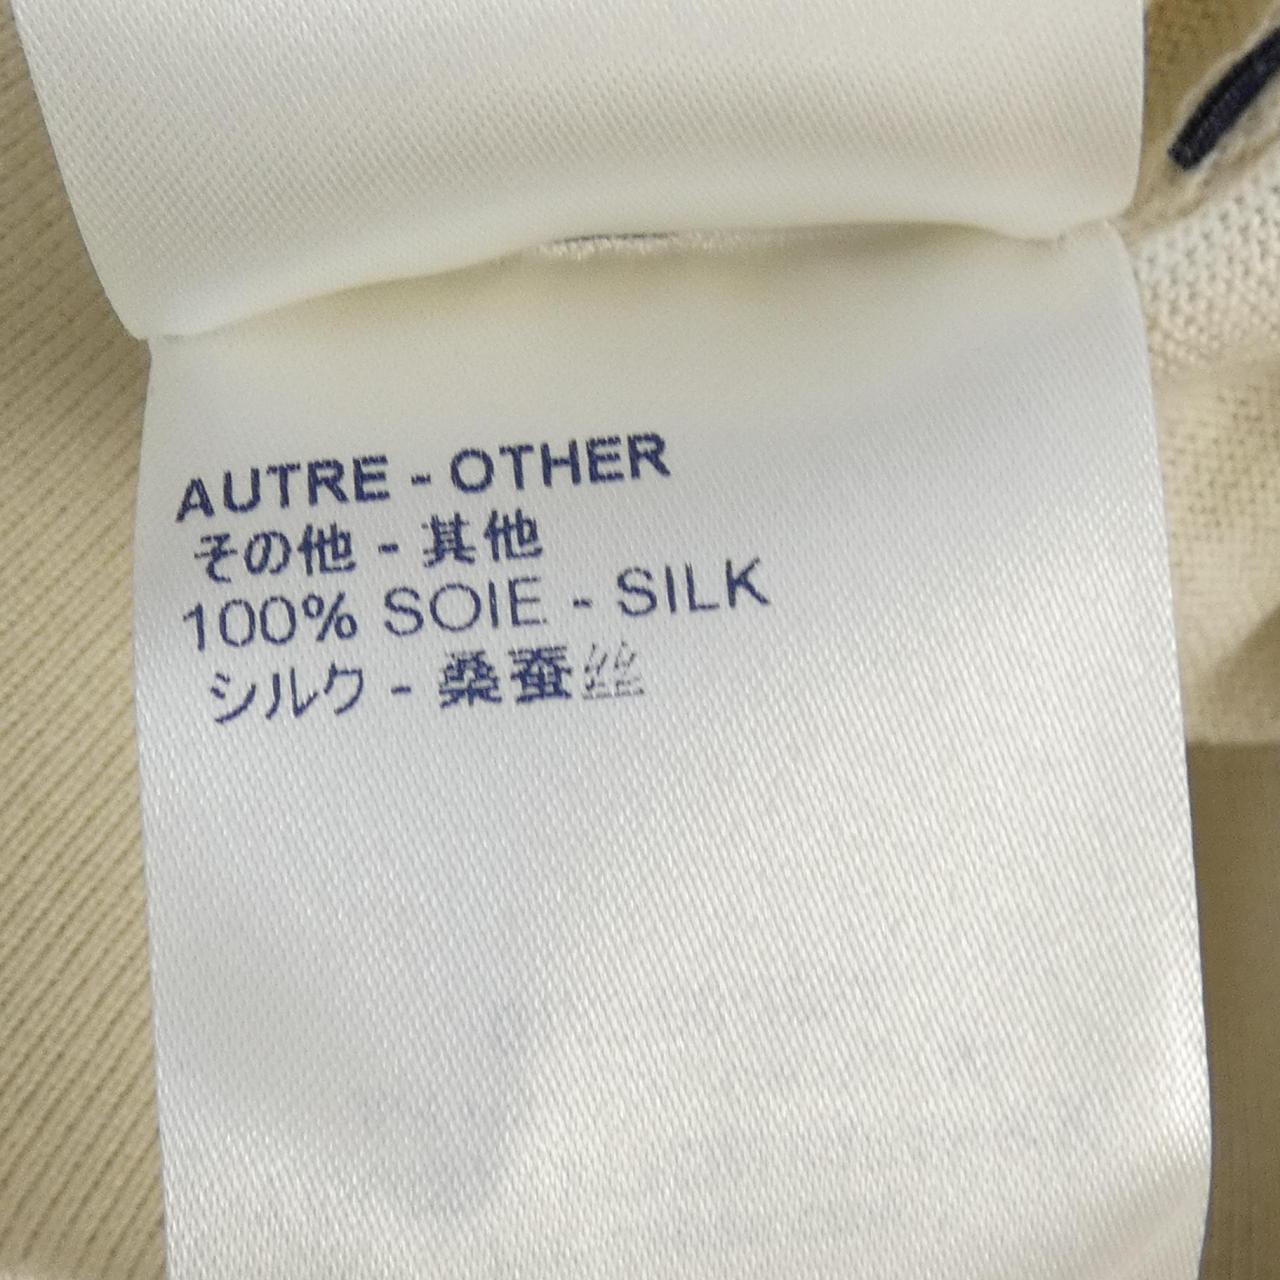 AUTRE - OTHER
その他 - 其他
100% SOIE - SILK
シルク - 桑蚕丝